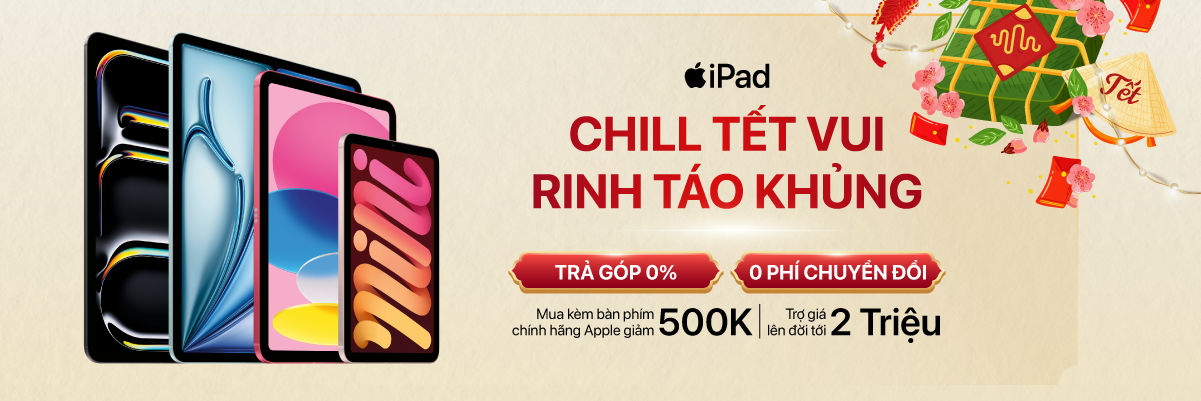 iPad
Tết
CHILL TẾT VUI
RINH TÁO KHỦNG
mini
TRẢ GÓP 0%
0 PHÍ CHUYỂN ĐỔI
Mua kèm bàn phím
chính hãng Apple giảm
500K
Trợ giá
lên đời tới
2 Triệu